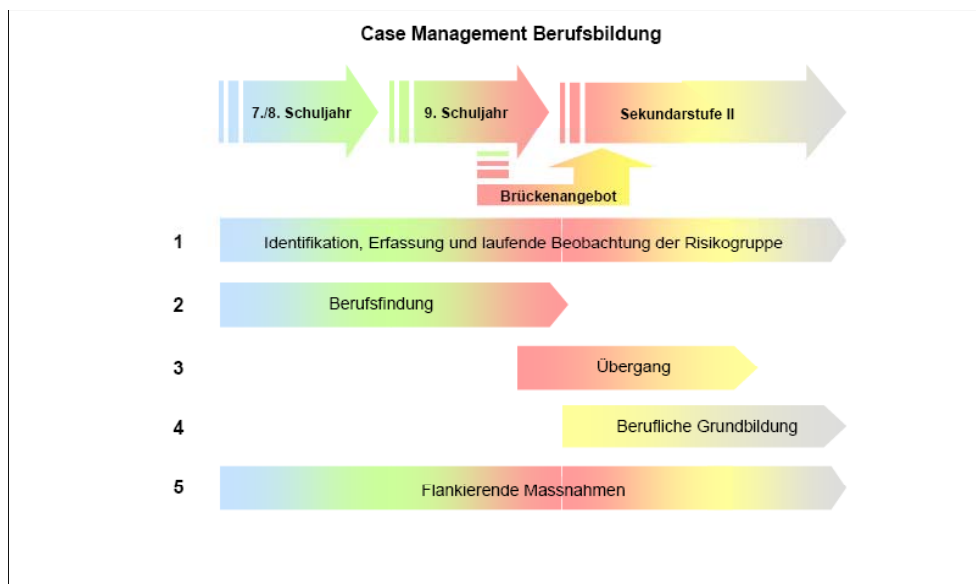 Case Management Berufsbildung
7./8. Schuljahr
9. Schuljahr
Sekundarstufe II
Brückenangebot
1 Identifikation, Erfassung und laufende Beobachtung der Risikogruppe
2 Berufsfindung
3 Übergang
4 Berufliche Grundbildung
5 Flankierende Massnahmen